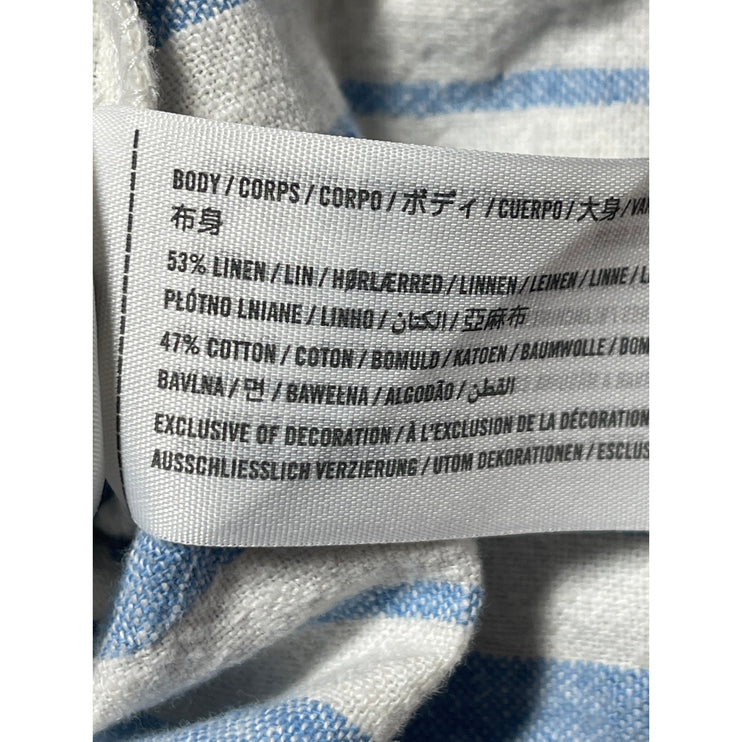 BODY / CORPS / CORPO / ボディ / CUERPO / 大身 /
布身
53% LINEN / LIN / HØRLÆRRED / LINNEN / LEINEN / LINNE /
PŁÓTNO LNIANE / LINHO / الكتان / 亞麻布
47% COTTON / COTON / BOMULD / KATOEN / BAUMWOLLE /
BAVLNA / 면 / BAWEŁNA / ALGODÃO / القطن
EXCLUSIVE OF DECORATION / À L'EXCLUSION DE LA DÉCORATION
AUSSCHLIESSLICH VERZIERUNG / UTOM DEKORATIONEN /